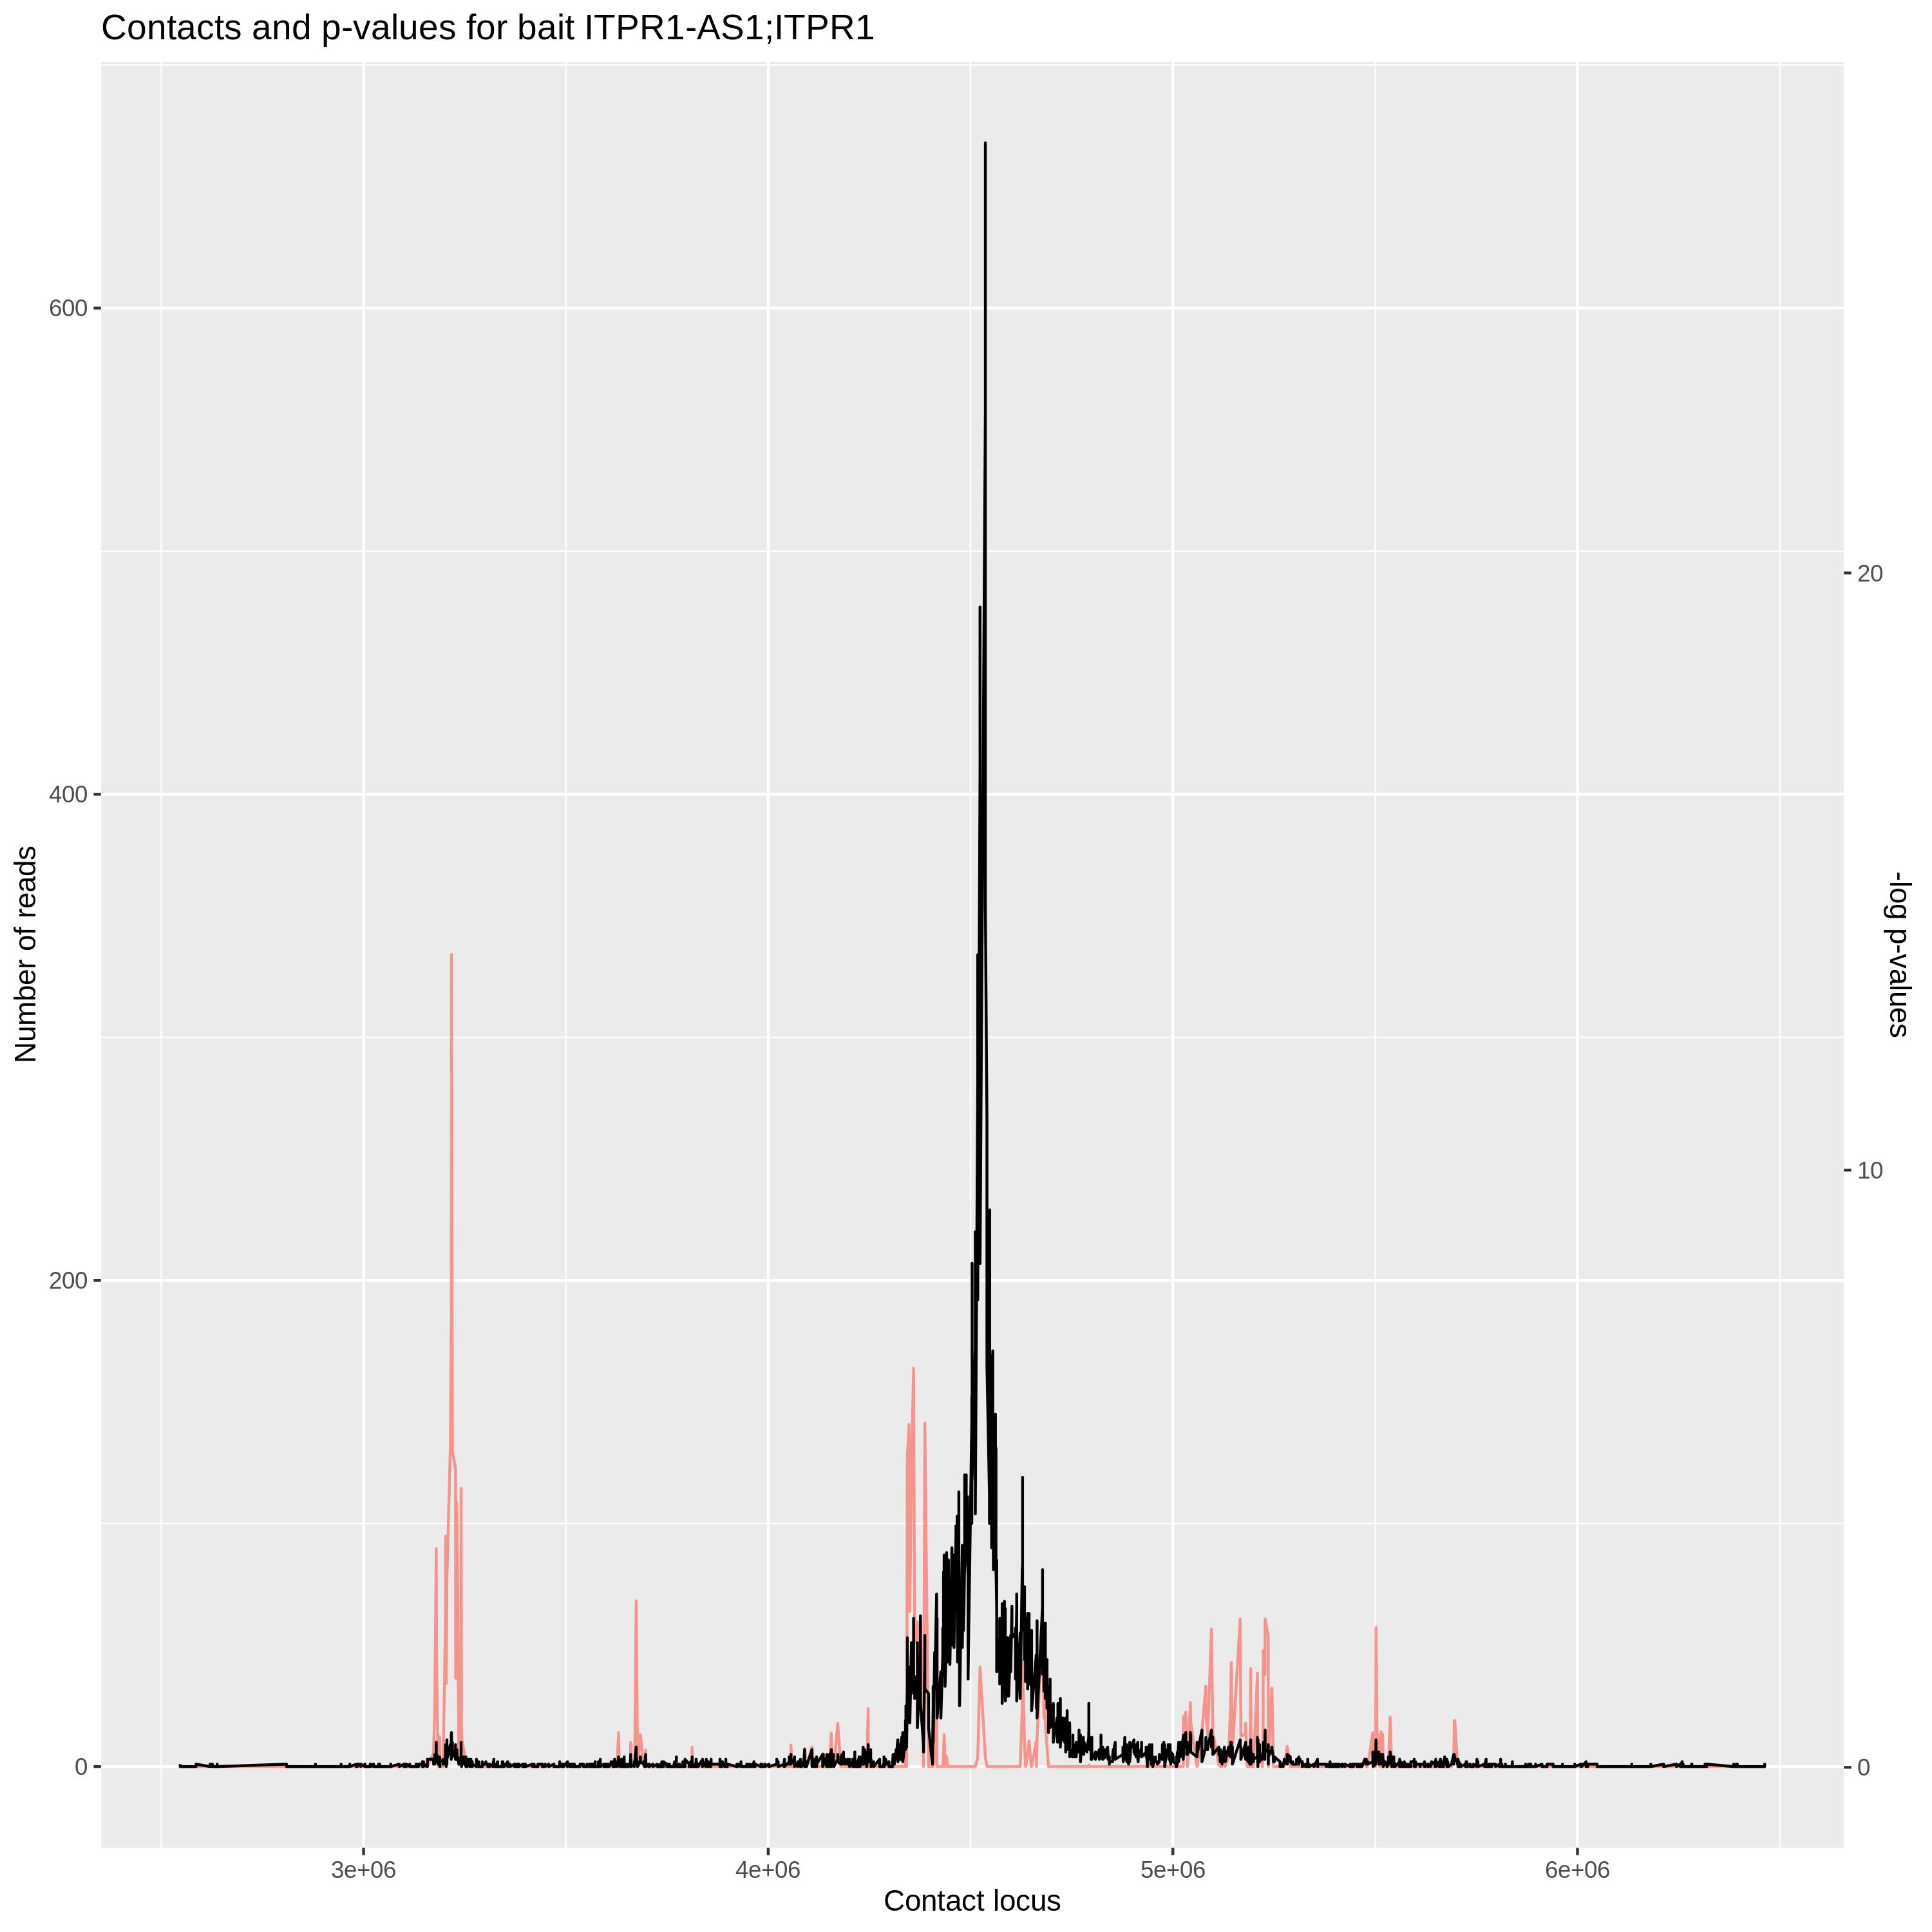 Contacts and p-values for bait ITPR1-AS1;ITPR1
600
400
200
0
Number of reads
20
10
0
-log p-values
3e+06
4e+06
5e+06
6e+06
Contact locus